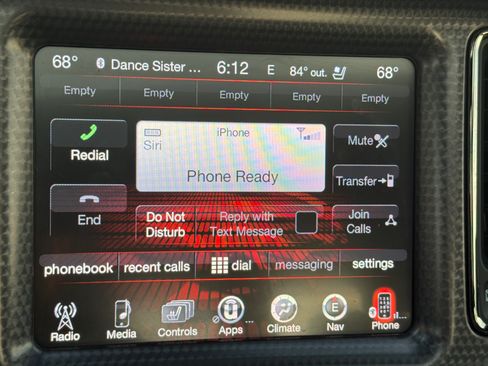 68° Dance Sister ... 6:12 E 84° out. 68°
Empty Empty Empty Empty Empty
Redial
iPhone
Siri
Phone Ready
Mute
Transfer
End
Do Not
Disturb
Reply with
Text Message
Join
Calls
phonebook recent calls dial messaging settings
Radio Media Controls Apps ... Climate E Nav Phone